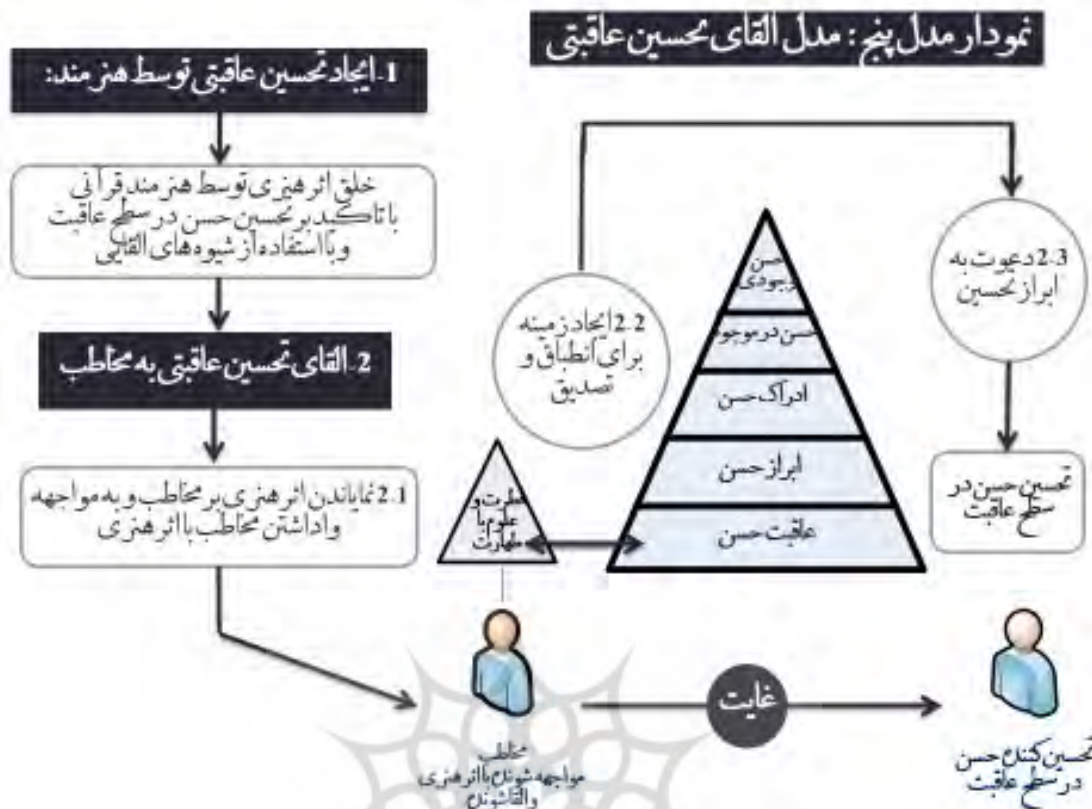 نمودار مدل پنج: مدل القای تحسین عاقبتی
1. ایجاد تحسین عاقبتی توسط هنرمند:
خلق اثر هنری توسط هنرمند قرآنی
با تاکید بر تحسین حسن در سطح عاقبت
و با استفاده از شیوه های القایی
2. القای تحسین عاقبتی به مخاطب
2.1 نمایاندن اثر هنری بر مخاطب و به مواجهه
واداشتن مخاطب با اثر هنری
2.2 ایجاد زمینه
برای انطباق و
تصدیق
2.3 دعوت به
ابراز تحسین
حسن
وجودی
حسن در موجود
ادراک حسن
ابراز حسن
عاقبت حسن
فطرت و
علوم با
طهارت
تحسین حسن در
سطح عاقبت
غایت
مخاطب
مواجهه شونده با اثر هنری
والقا شونده
تحسین کننده حسن
در سطح عاقبت